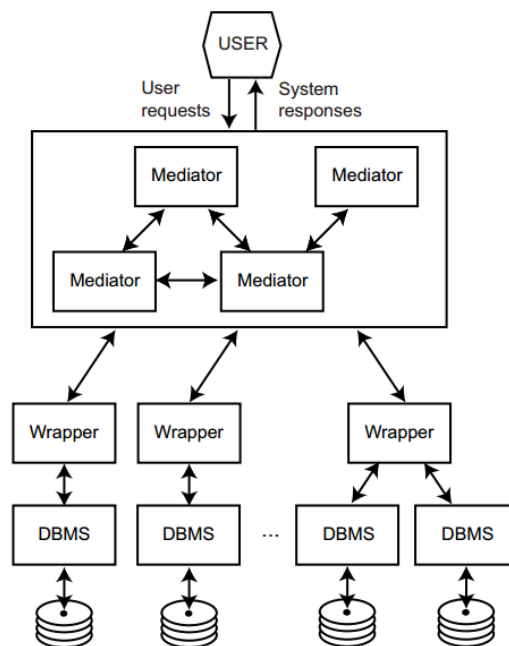 USER
User
requests
System
responses
Mediator
Mediator
Mediator
Mediator
Wrapper
Wrapper
Wrapper
DBMS
DBMS
...
DBMS
DBMS